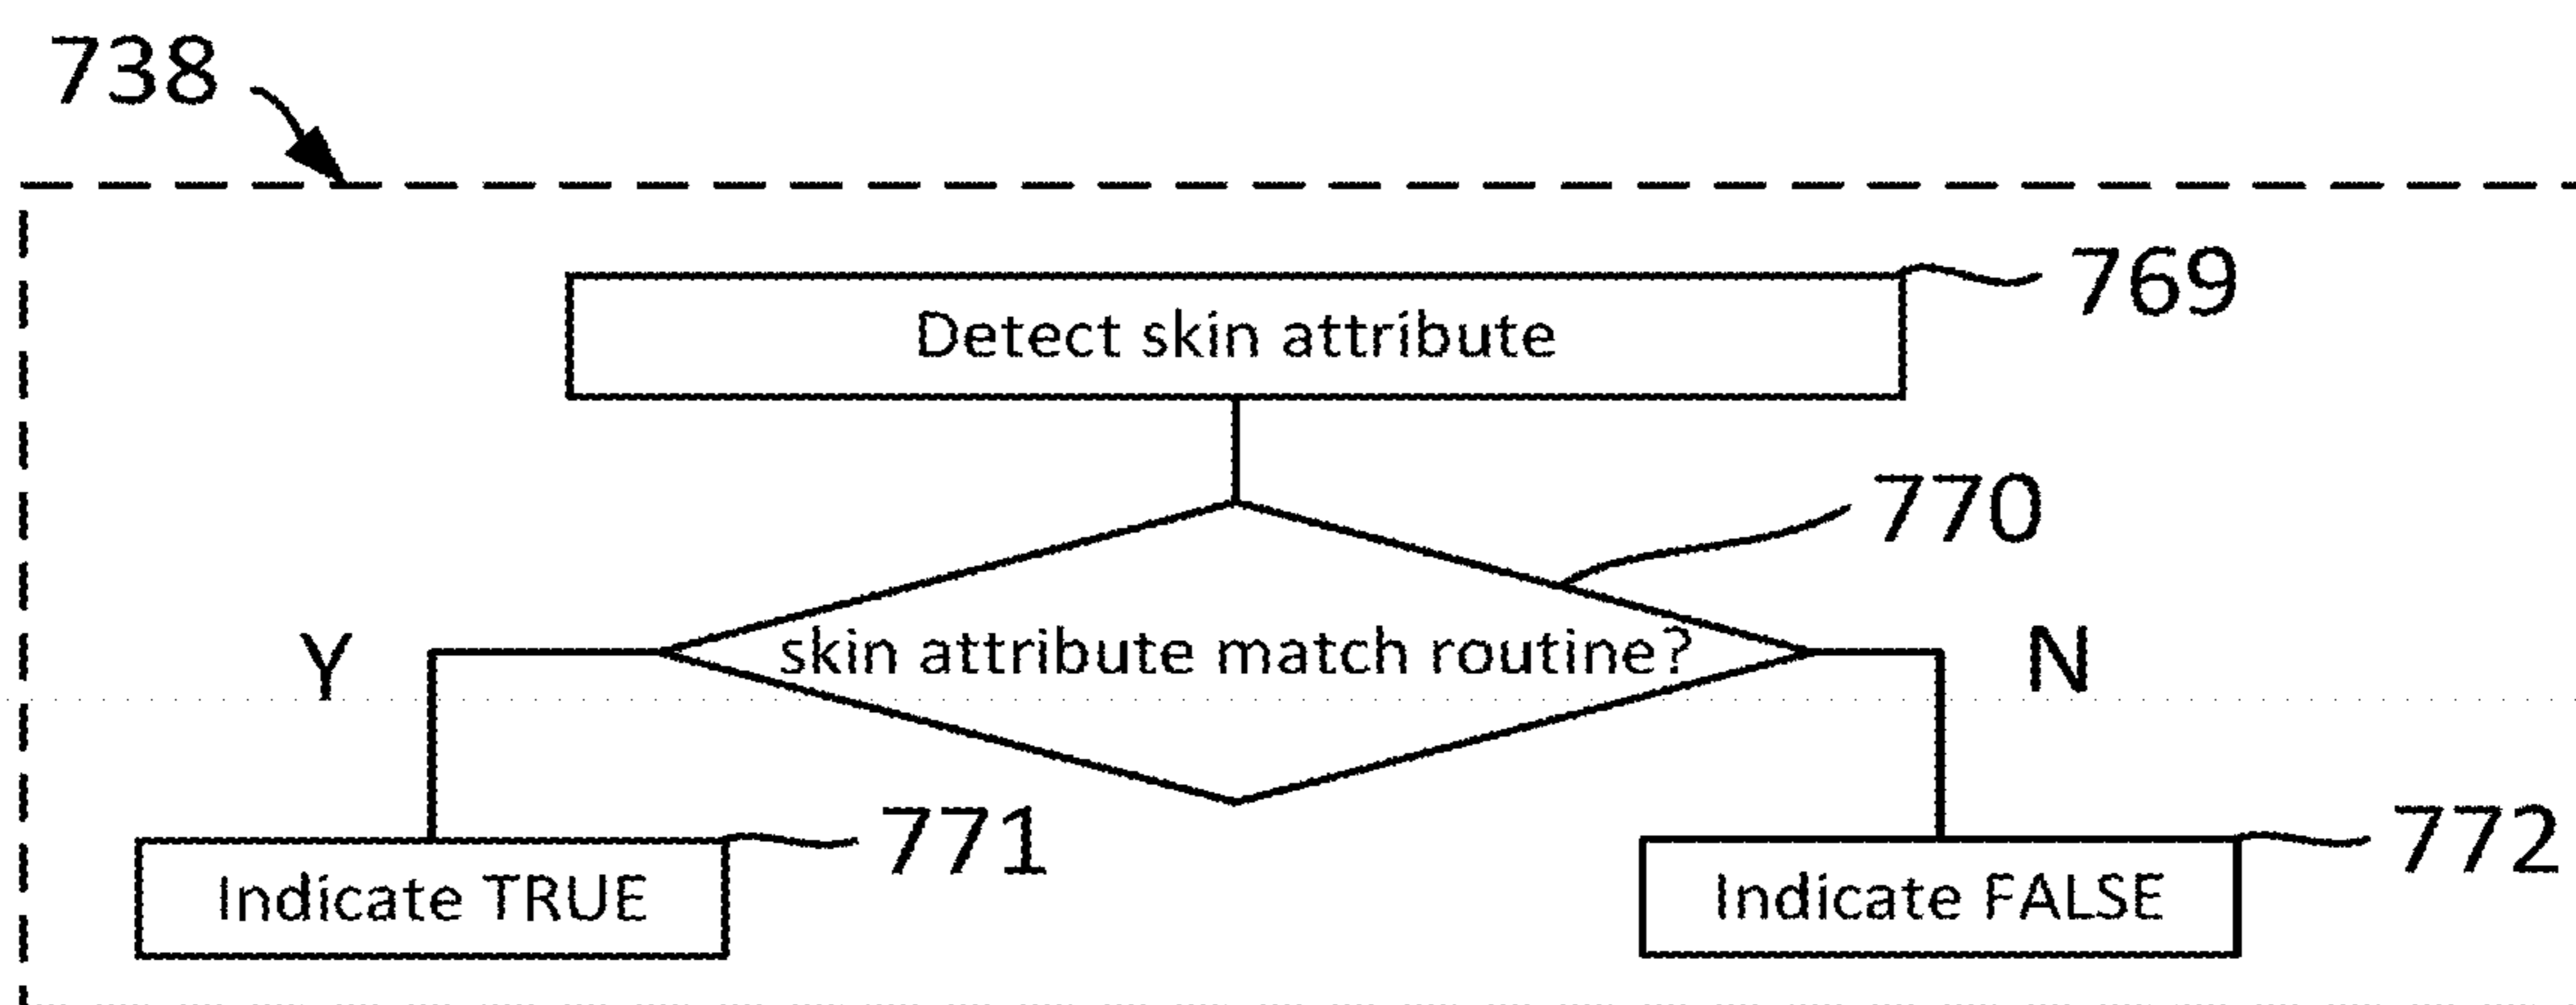 738
769
Detect skin attribute
770
Y
skin attribute match routine?
N
771
772
Indicate TRUE
Indicate FALSE